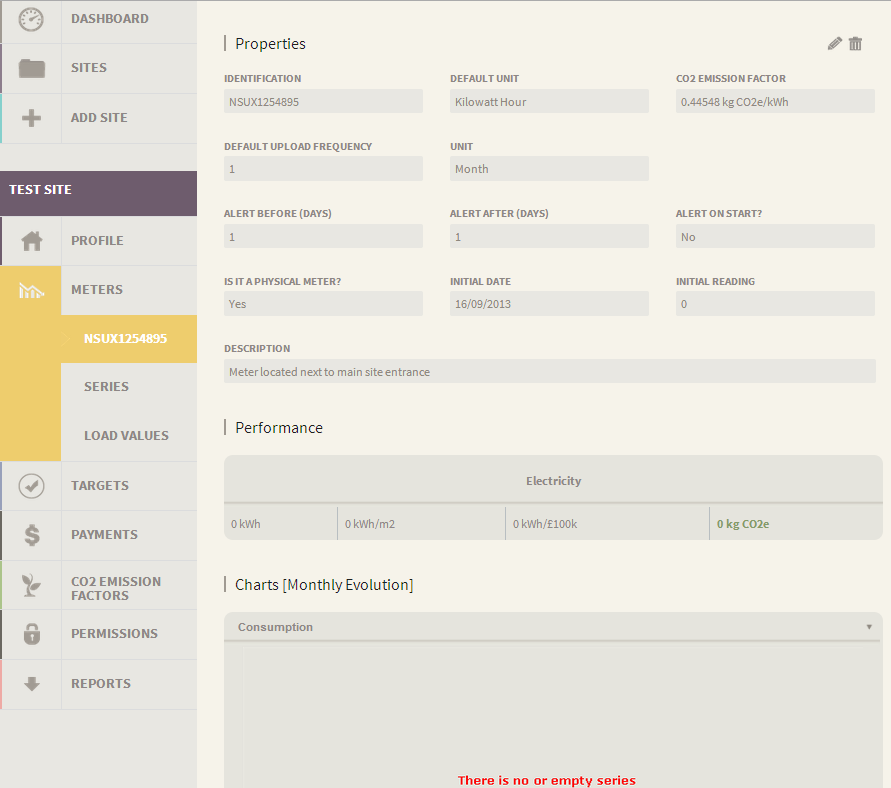 DASHBOARD
SITES
ADD SITE
TEST SITE
PROFILE
METERS
NSUX1254895
SERIES
LOAD VALUES
TARGETS
PAYMENTS
CO2 EMISSION
FACTORS
PERMISSIONS
REPORTS
Properties
IDENTIFICATION DEFAULT UNIT CO2 EMISSION FACTOR
NSUX1254895 Kilowatt Hour 0.44548 kg CO2e/kWh
DEFAULT UPLOAD FREQUENCY UNIT
1 Month
ALERT BEFORE (DAYS) ALERT AFTER (DAYS) ALERT ON START?
1 1 No
IS IT A PHYSICAL METER? INITIAL DATE INITIAL READING
Yes 16/09/2013 0
DESCRIPTION
Meter located next to main site entrance
Performance
Electricity
0 kWh 0 kWh/m2 0 kWh/£100k 0 kg CO2e
Charts [Monthly Evolution]
Consumption
There is no or empty series